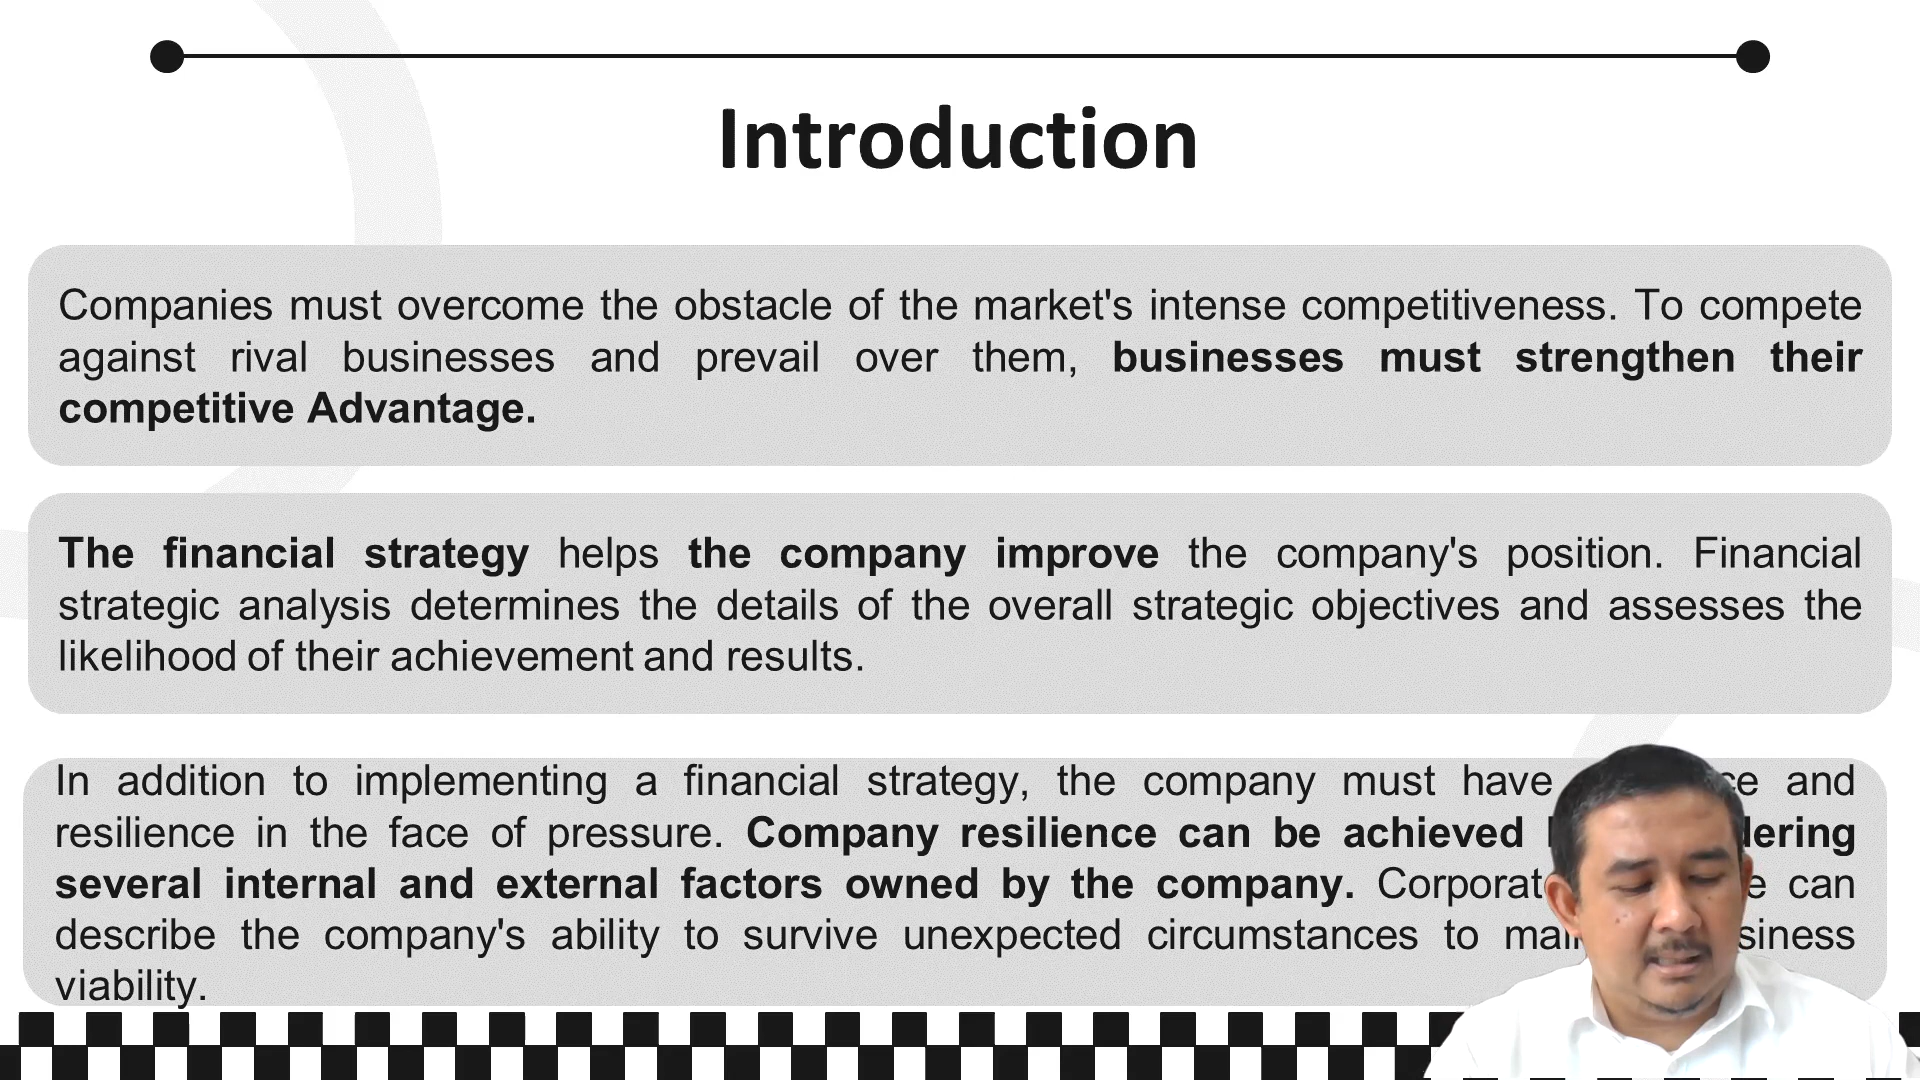 Introduction
Companies must overcome the obstacle of the market's intense competitiveness. To compete
against rival businesses and prevail over them, businesses must strengthen their
competitive Advantage.
The financial strategy helps the company improve the company's position. Financial
strategic analysis determines the details of the overall strategic objectives and assesses the
likelihood of their achievement and results.
In addition to implementing a financial strategy, the company must have and
resilience in the face of pressure. Company resilience can be achieved
several internal and external factors owned by the company. can
describe the company's ability to survive unexpected circumstances to
viability.